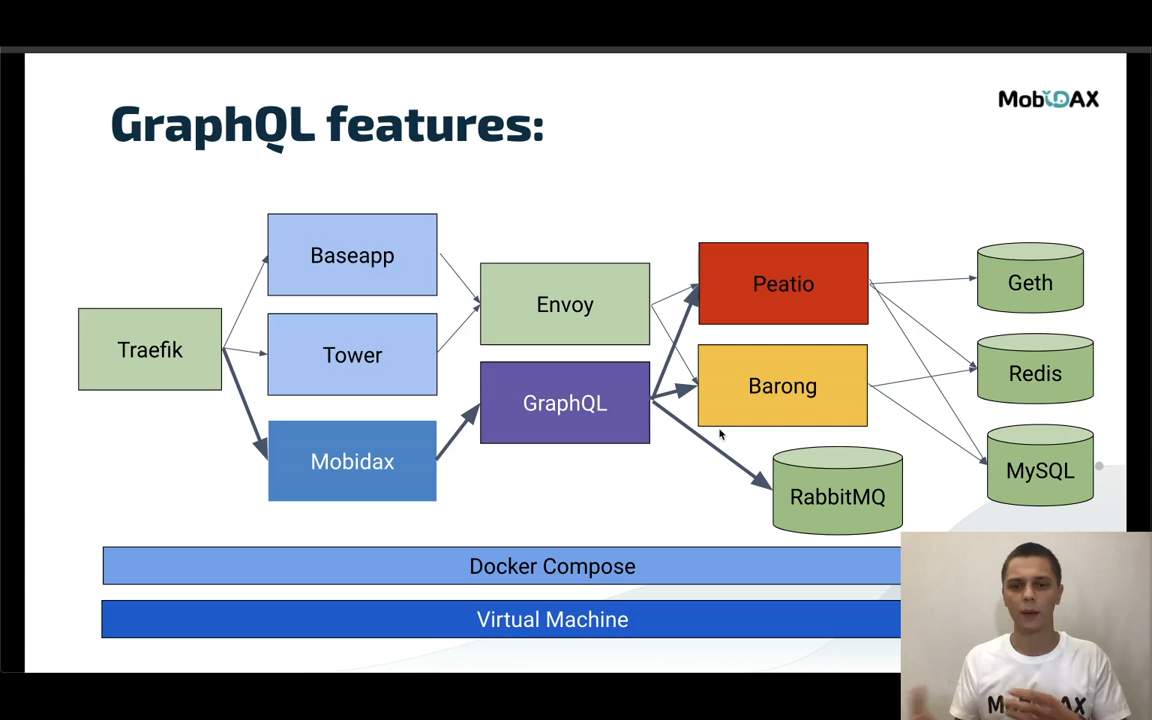 GraphQL features:
MobiDAX
Baseapp
Peatio
Geth
Envoy
Traefik
Tower
Redis
Barong
GraphQL
Mobidax
MySQL
RabbitMQ
Docker Compose
Virtual Machine